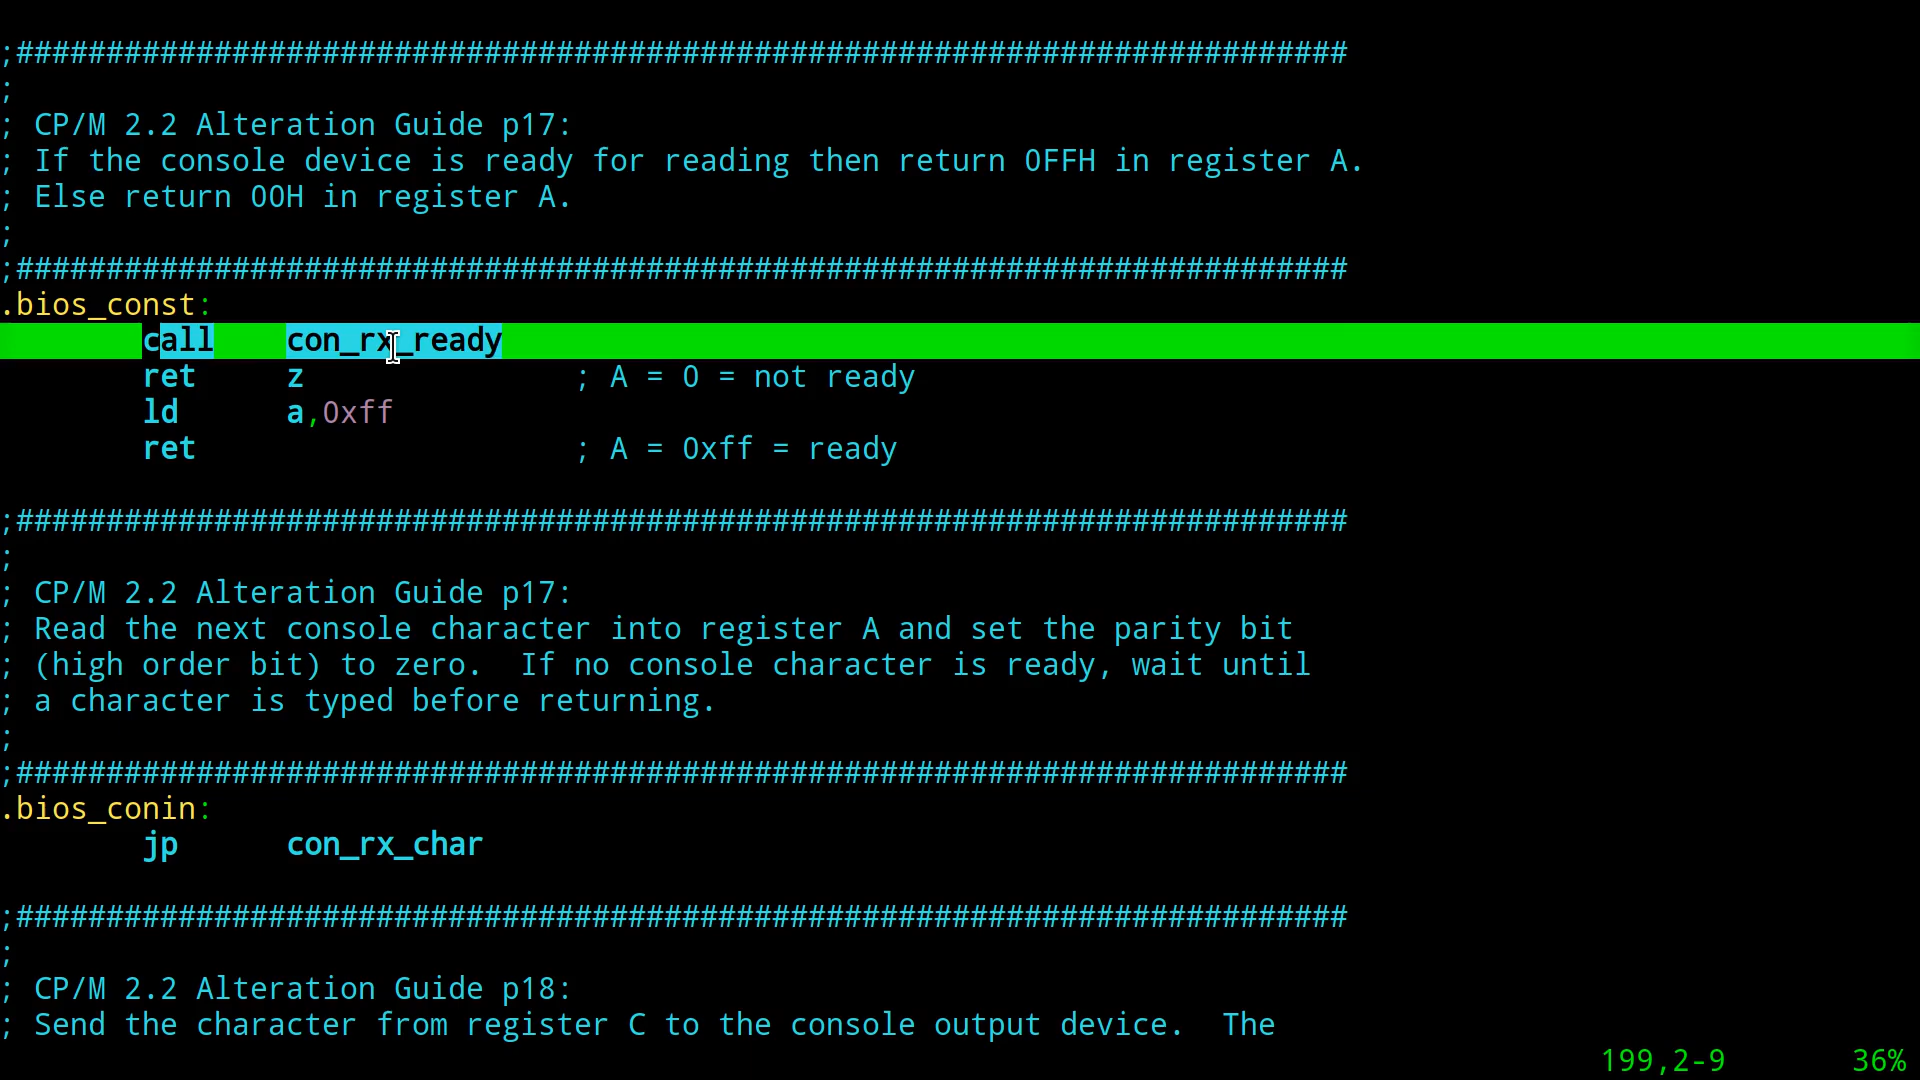 ;##########################################################################
;
; CP/M 2.2 Alteration Guide p17:
; If the console device is ready for reading then return 0FFH in register A.
; Else return 00H in register A.
;
;##########################################################################
.bios_const:
        call    con_rx_ready
        ret     z               ; A = 0 = not ready
        ld      a,0xff
        ret                     ; A = 0xff = ready
;##########################################################################
;
; CP/M 2.2 Alteration Guide p17:
; Read the next console character into register A and set the parity bit
; (high order bit) to zero.  If no console character is ready, wait until
; a character is typed before returning.
;
;##########################################################################
.bios_conin:
        jp      con_rx_char
;##########################################################################
;
; CP/M 2.2 Alteration Guide p18:
; Send the character from register C to the console output device.  The
199,2-9       36%